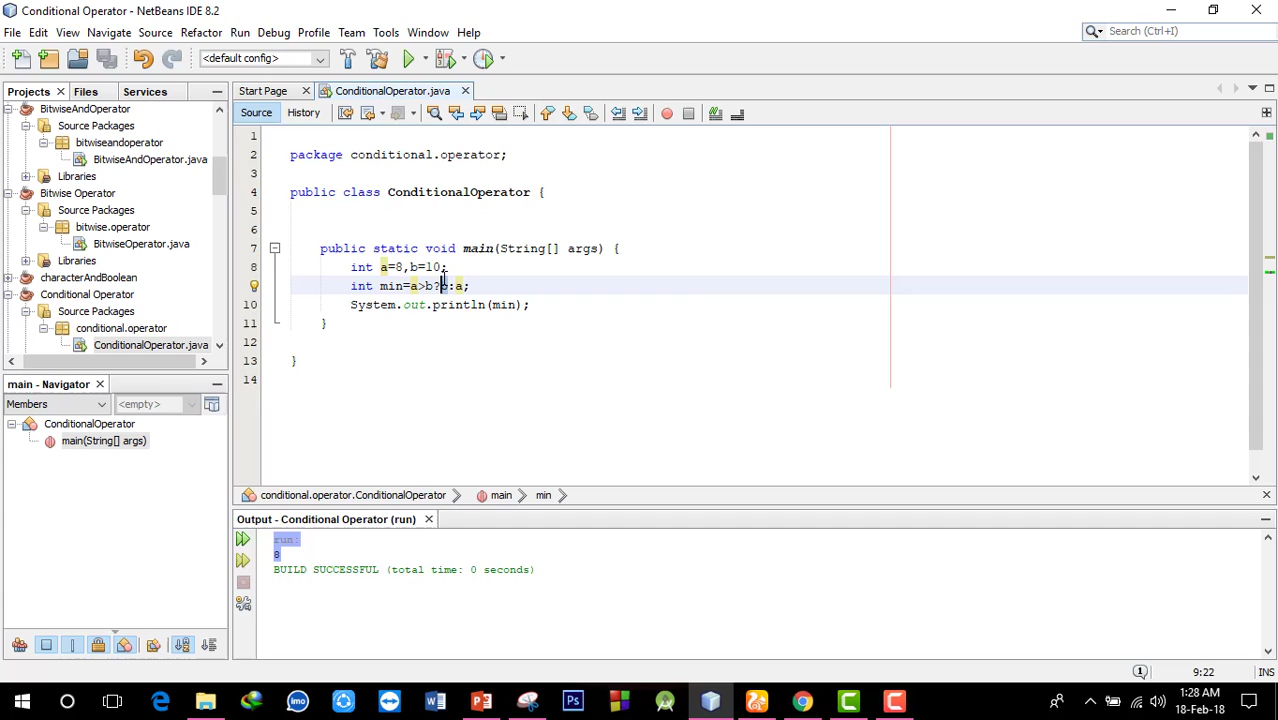 Conditional Operator - NetBeans IDE 8.2
File Edit View Navigate Source Refactor Run Debug Profile Team Tools Window Help
Search (Ctrl+I)
<default config>
Projects Files Services
Start Page ConditionalOperator.java
Source History
BitwiseAndOperator
Source Packages
bitwiseandoperator
BitwiseAndOperator.java
Libraries
Bitwise Operator
Source Packages
bitwise.operator
BitwiseOperator.java
Libraries
characterAndBoolean
Conditional Operator
Source Packages
conditional.operator
ConditionalOperator.java
1
2 package conditional.operator;
3
4 public class ConditionalOperator {
5
6
7 public static void main(String[] args) {
8 int a=8,b=10;
int min=a>b?b:a;
10 System.out.println(min);
11 }
12
13 }
14
main - Navigator
Members <empty>
ConditionalOperator
main(String[] args)
conditional.operator.ConditionalOperator main min
Output - Conditional Operator (run)
run:
8
BUILD SUCCESSFUL (total time: 0 seconds)
1 9:22 INS
imo W P Ps
1:28 AM
18-Feb-18